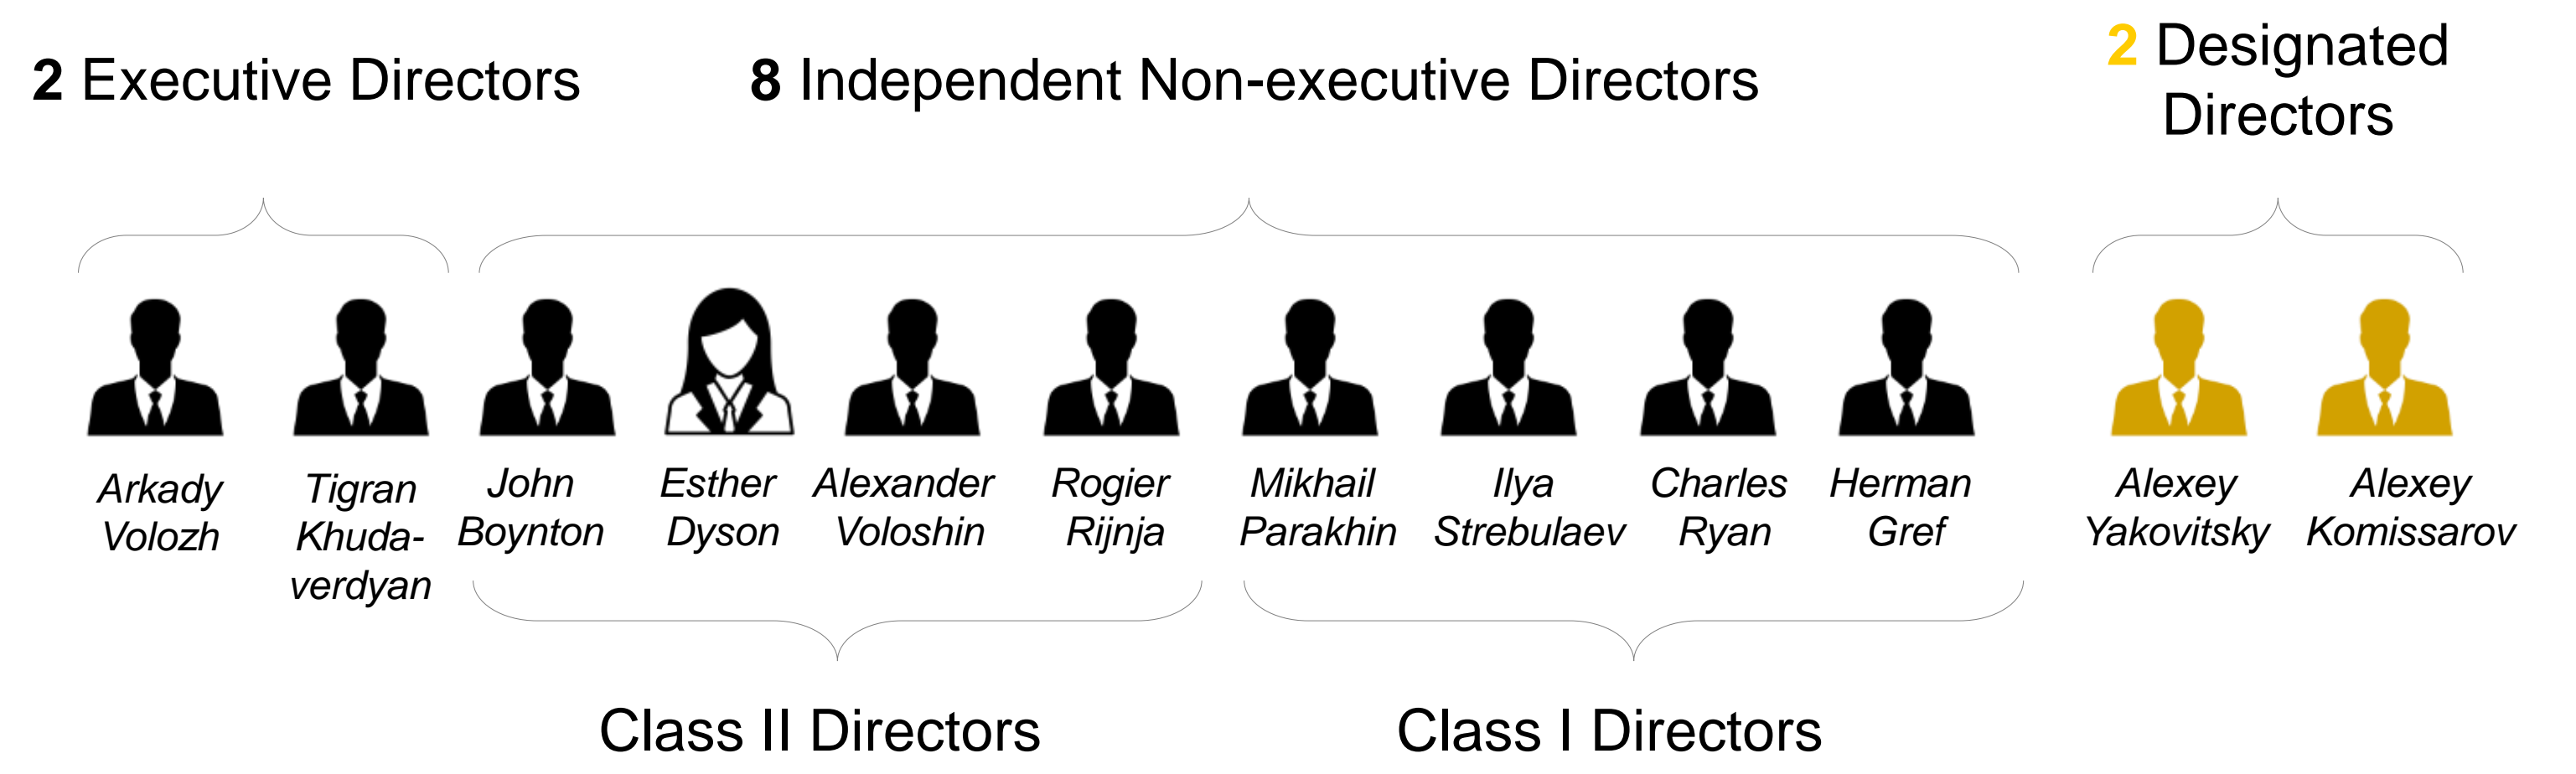 2 Executive Directors
8 Independent Non-executive Directors
2 Designated
Directors
Arkady
Volozh
Tigran
Khuda-
verdyan
John
Boynton
Esther
Dyson
Alexander
Voloshin
Rogier
Rijnja
Mikhail
Parakhin
Ilya
Strebulaev
Charles
Ryan
Herman
Gref
Alexey
Yakovitsky
Alexey
Komissarov
Class II Directors
Class I Directors